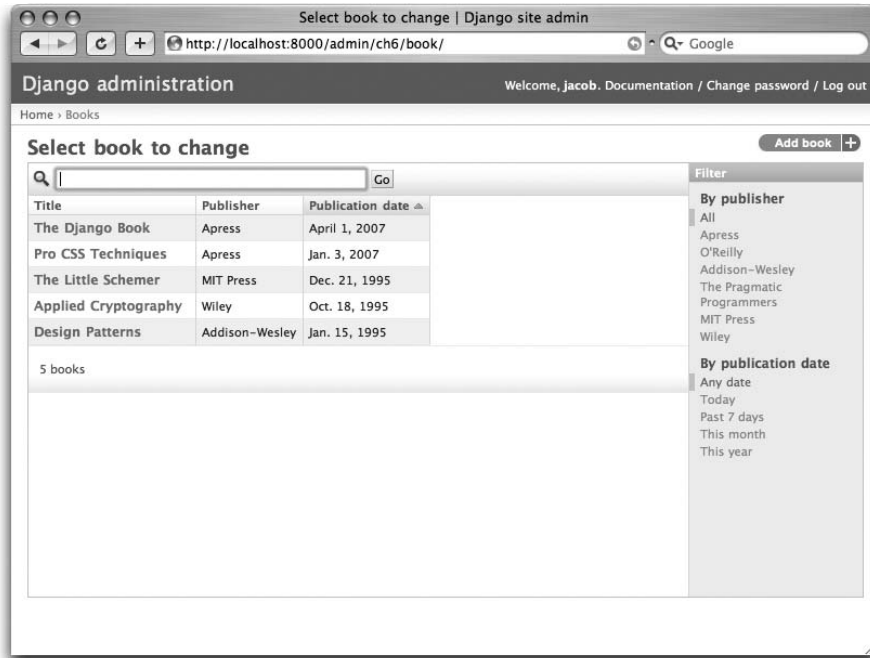 Select book to change | Django site admin
http://localhost:8000/admin/ch6/book/
Google
Django administration
Welcome, jacob. Documentation / Change password / Log out
Home › Books
Select book to change
Add book +
Go
Title Publisher Publication date
The Django Book Apress April 1, 2007
Pro CSS Techniques Apress Jan. 3, 2007
The Little Schemer MIT Press Dec. 21, 1995
Applied Cryptography Wiley Oct. 18, 1995
Design Patterns Addison-Wesley Jan. 15, 1995
5 books
Filter
By publisher
All
Apress
O'Reilly
Addison-Wesley
The Pragmatic
Programmers
MIT Press
Wiley
By publication date
Any date
Today
Past 7 days
This month
This year